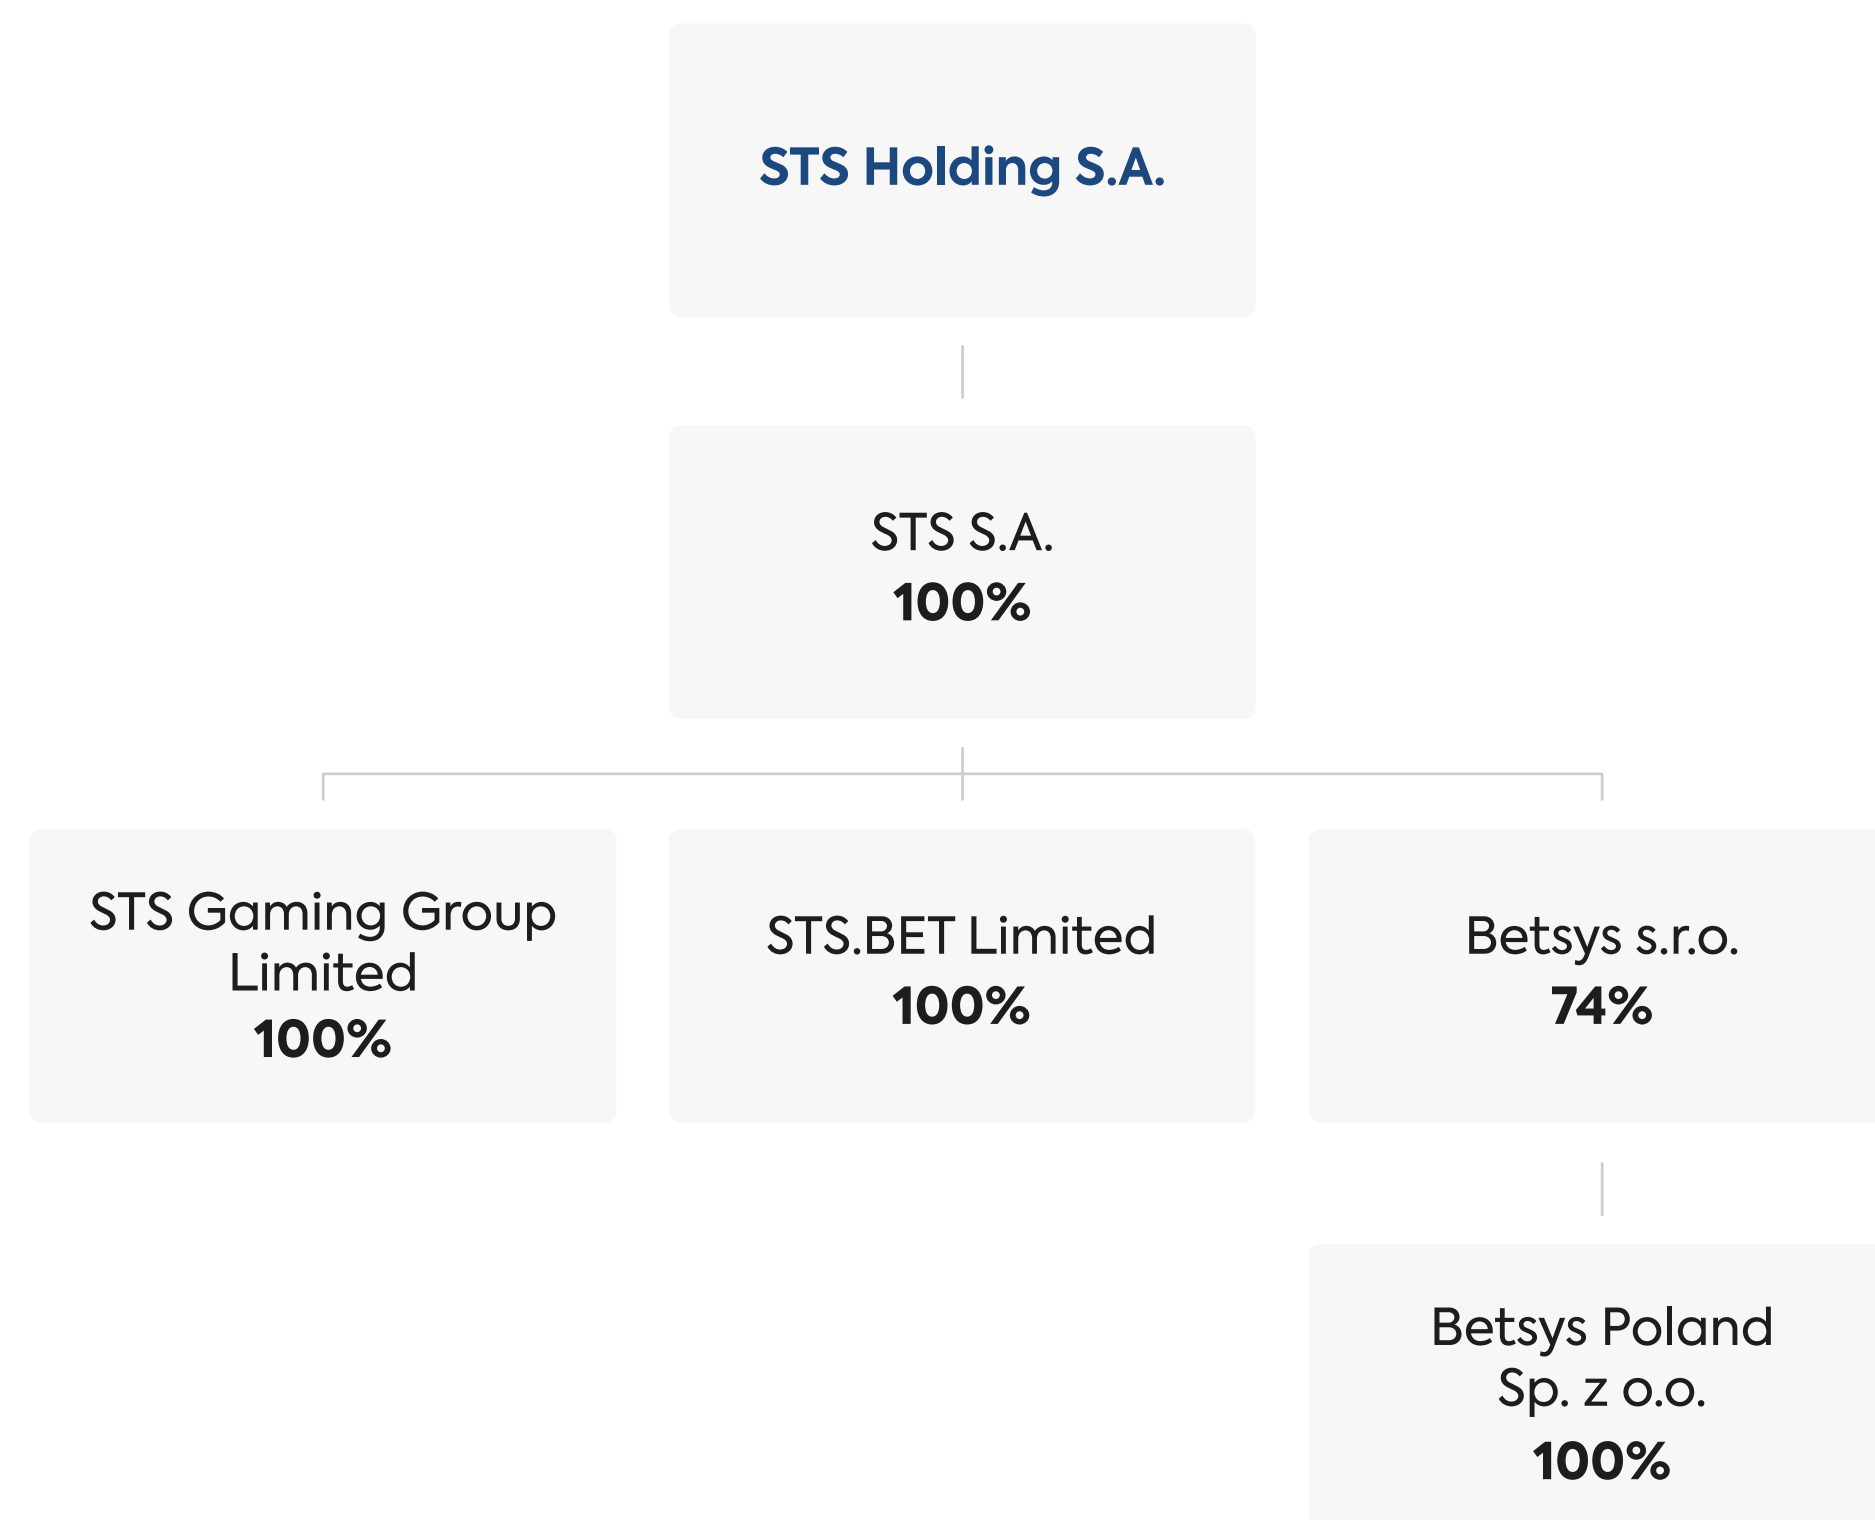 STS Holding S.A.
STS S.A.
100%
STS Gaming Group
Limited
100%
STS.BET Limited
100%
Betsys s.r.o.
74%
Betsys Poland
Sp. z o.o.
100%